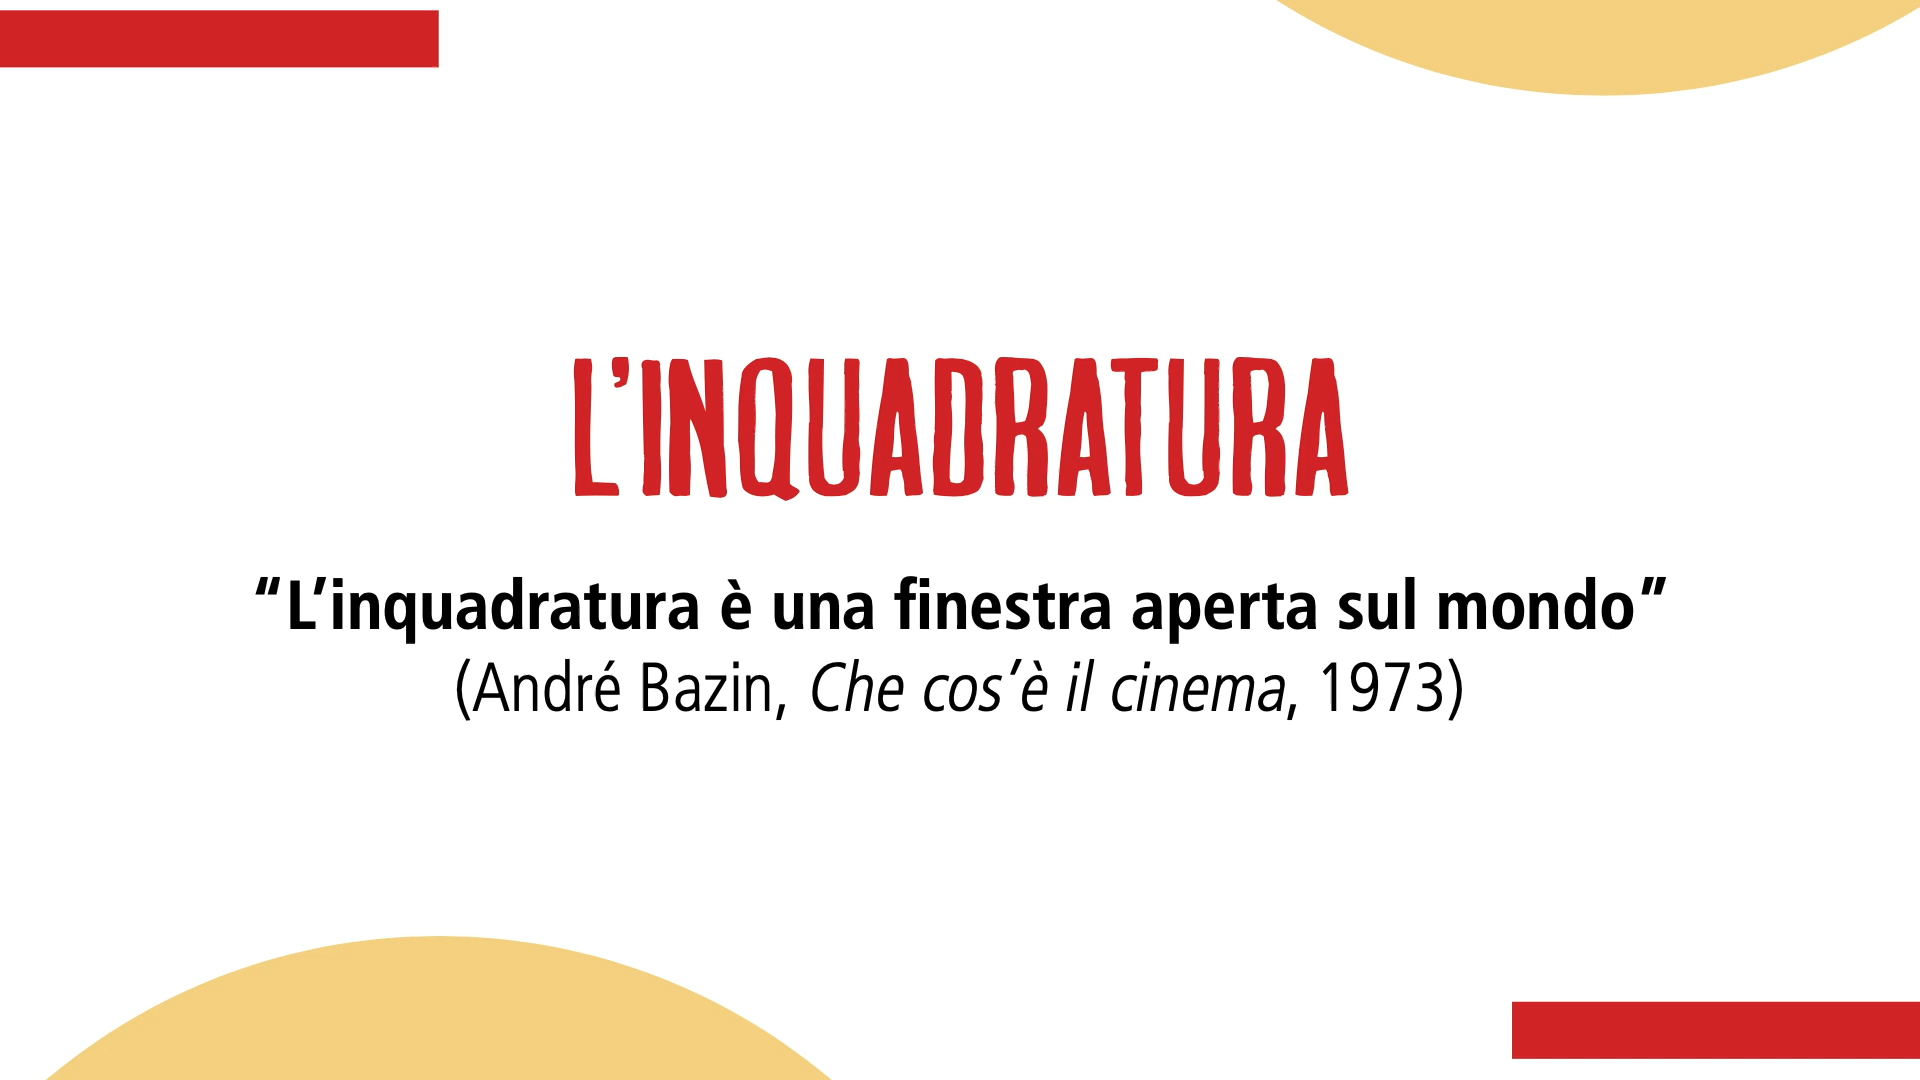 L’INQUADRATURA
“L’inquadratura è una finestra aperta sul mondo”
(André Bazin, Che cos’è il cinema, 1973)